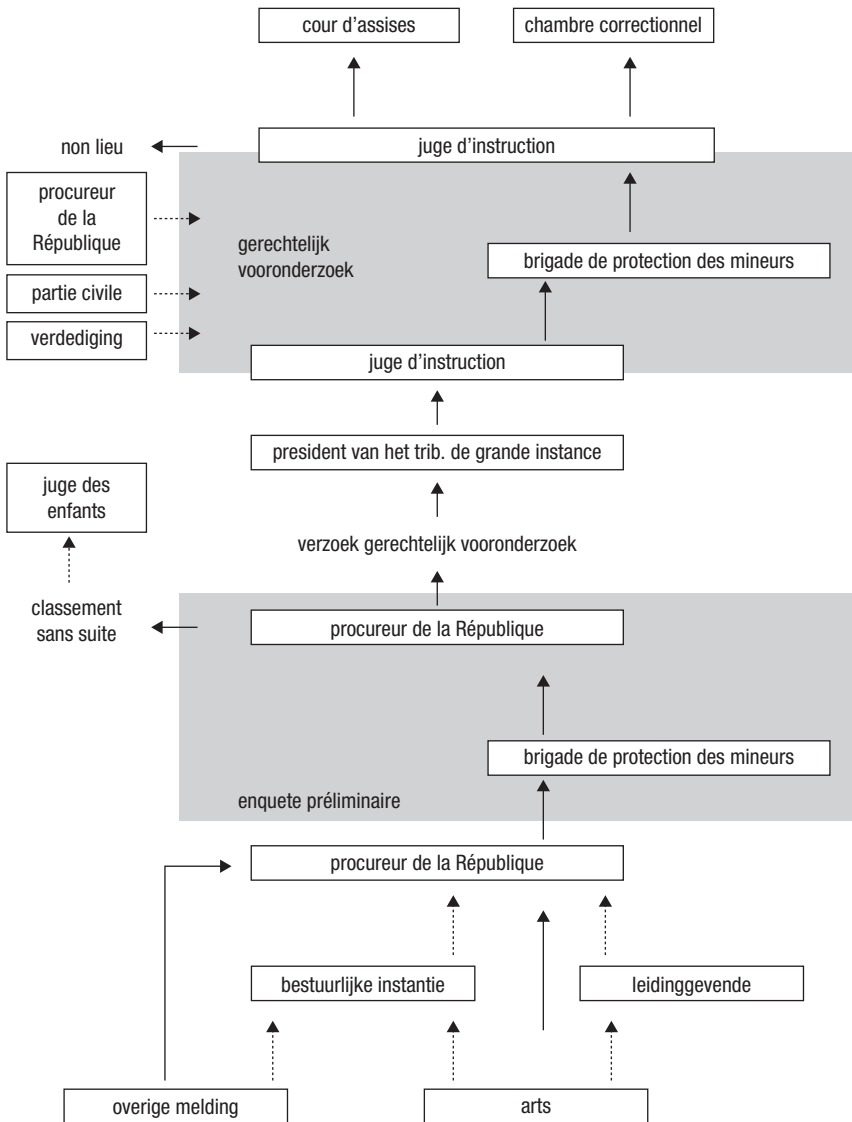 cour d'assises
chambre correctionnel
non lieu
juge d'instruction
procureur
de la
République
gerechtelijk
vooronderzoek
brigade de protection des mineurs
partie civile
verdediging
juge d'instruction
president van het trib. de grande instance
juge des
enfants
verzoek gerechtelijk vooronderzoek
classement
sans suite
procureur de la République
brigade de protection des mineurs
enquete préliminaire
procureur de la République
bestuurlijke instantie
leidinggevende
overige melding
arts